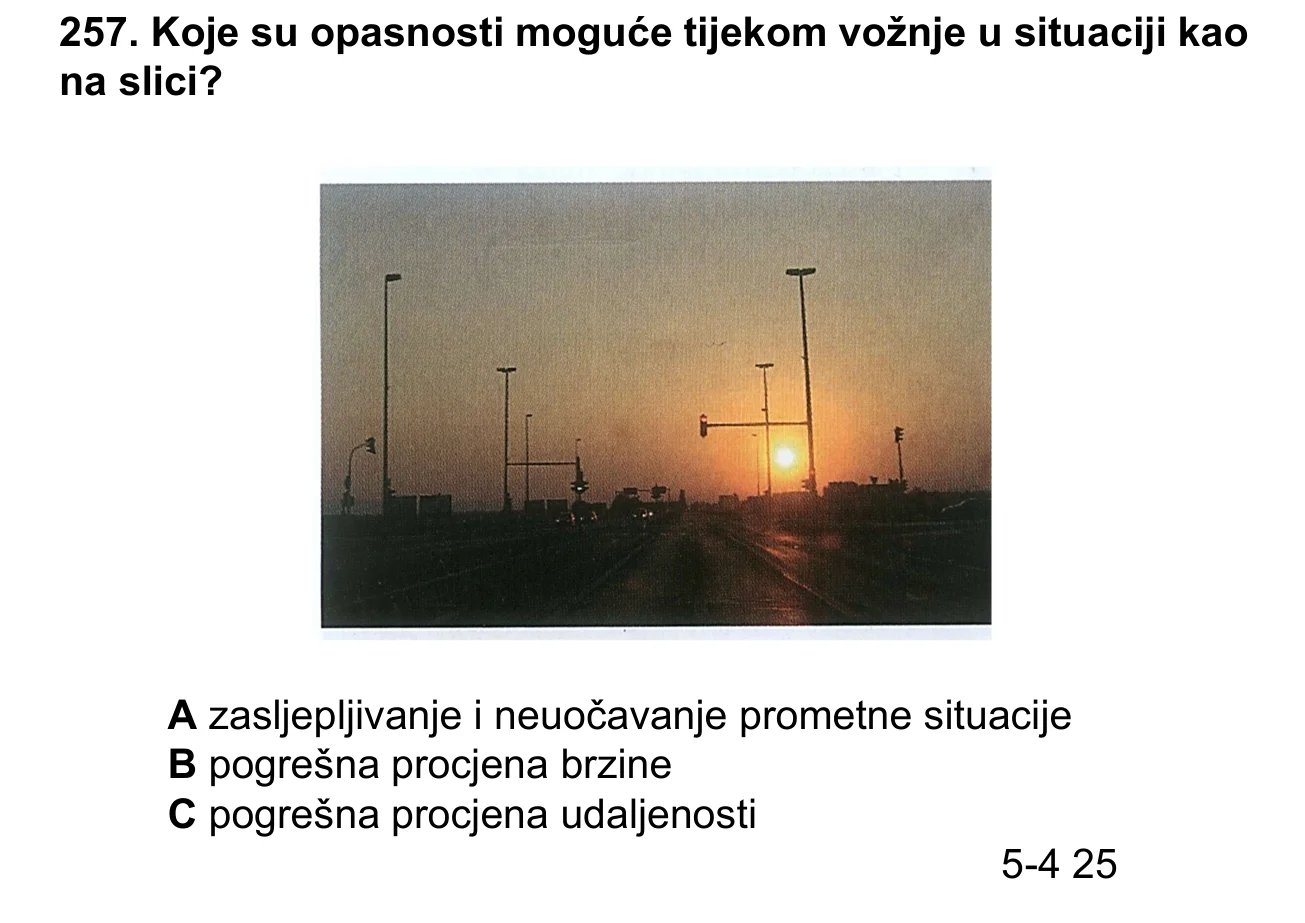 257. Koje su opasnosti moguće tijekom vožnje u situaciji kao
na slici?
A zasljepljivanje i neuočavanje prometne situacije
B pogrešna procjena brzine
C pogrešna procjena udaljenosti
5-4 25